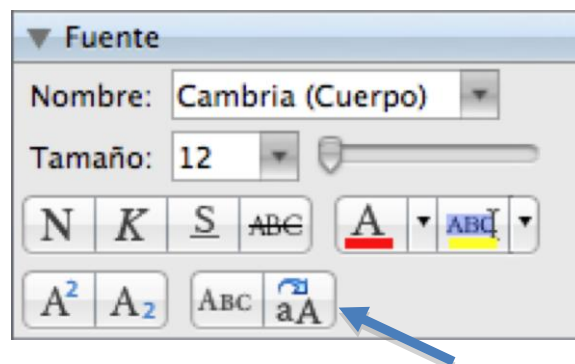 Fuente
Nombre: Cambria (Cuerpo)
Tamaño: 12
N K S ABC A ABC
A² A₂ ABC aA